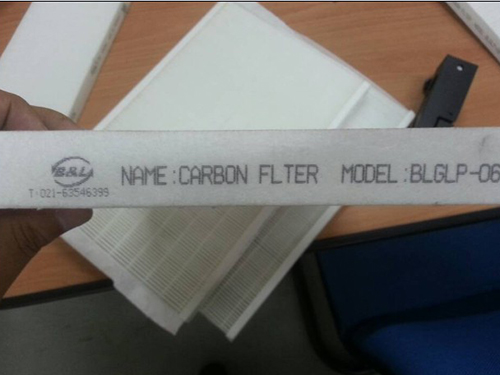 B&L
T:021-63546399
NAME:CARBON FLTER MODEL:BLGLP-06